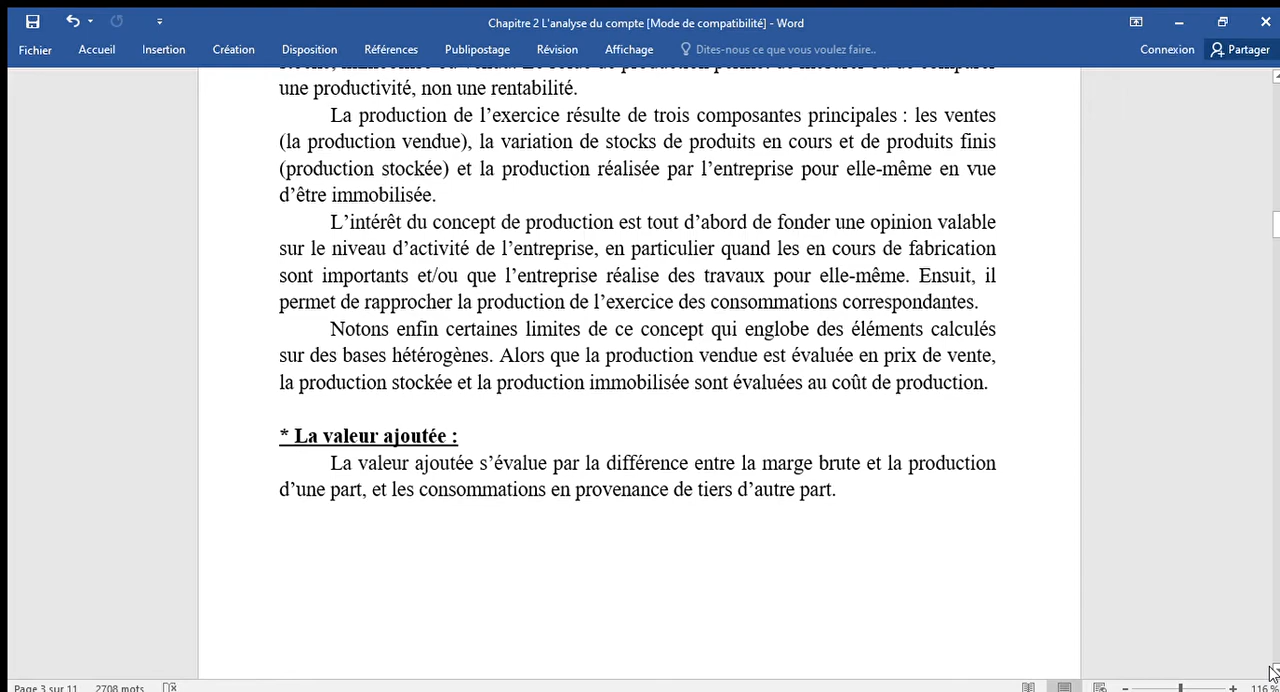 Chapitre 2 L'analyse du compte [Mode de compatibilité] - Word
Fichier Accueil Insertion Création Disposition Références Publipostage Révision Affichage Dites-nous ce que vous voulez faire.. Connexion Partager
une productivité, non une rentabilité.
La production de l’exercice résulte de trois composantes principales : les ventes
(la production vendue), la variation de stocks de produits en cours et de produits finis
(production stockée) et la production réalisée par l’entreprise pour elle-même en vue
d’être immobilisée.
L’intérêt du concept de production est tout d’abord de fonder une opinion valable
sur le niveau d’activité de l’entreprise, en particulier quand les en cours de fabrication
sont importants et/ou que l’entreprise réalise des travaux pour elle-même. Ensuit, il
permet de rapprocher la production de l’exercice des consommations correspondantes.
Notons enfin certaines limites de ce concept qui englobe des éléments calculés
sur des bases hétérogènes. Alors que la production vendue est évaluée en prix de vente,
la production stockée et la production immobilisée sont évaluées au coût de production.
* La valeur ajoutée :
La valeur ajoutée s’évalue par la différence entre la marge brute et la production
d’une part, et les consommations en provenance de tiers d’autre part.
Page 3 sur 11 2708 mots 116 %